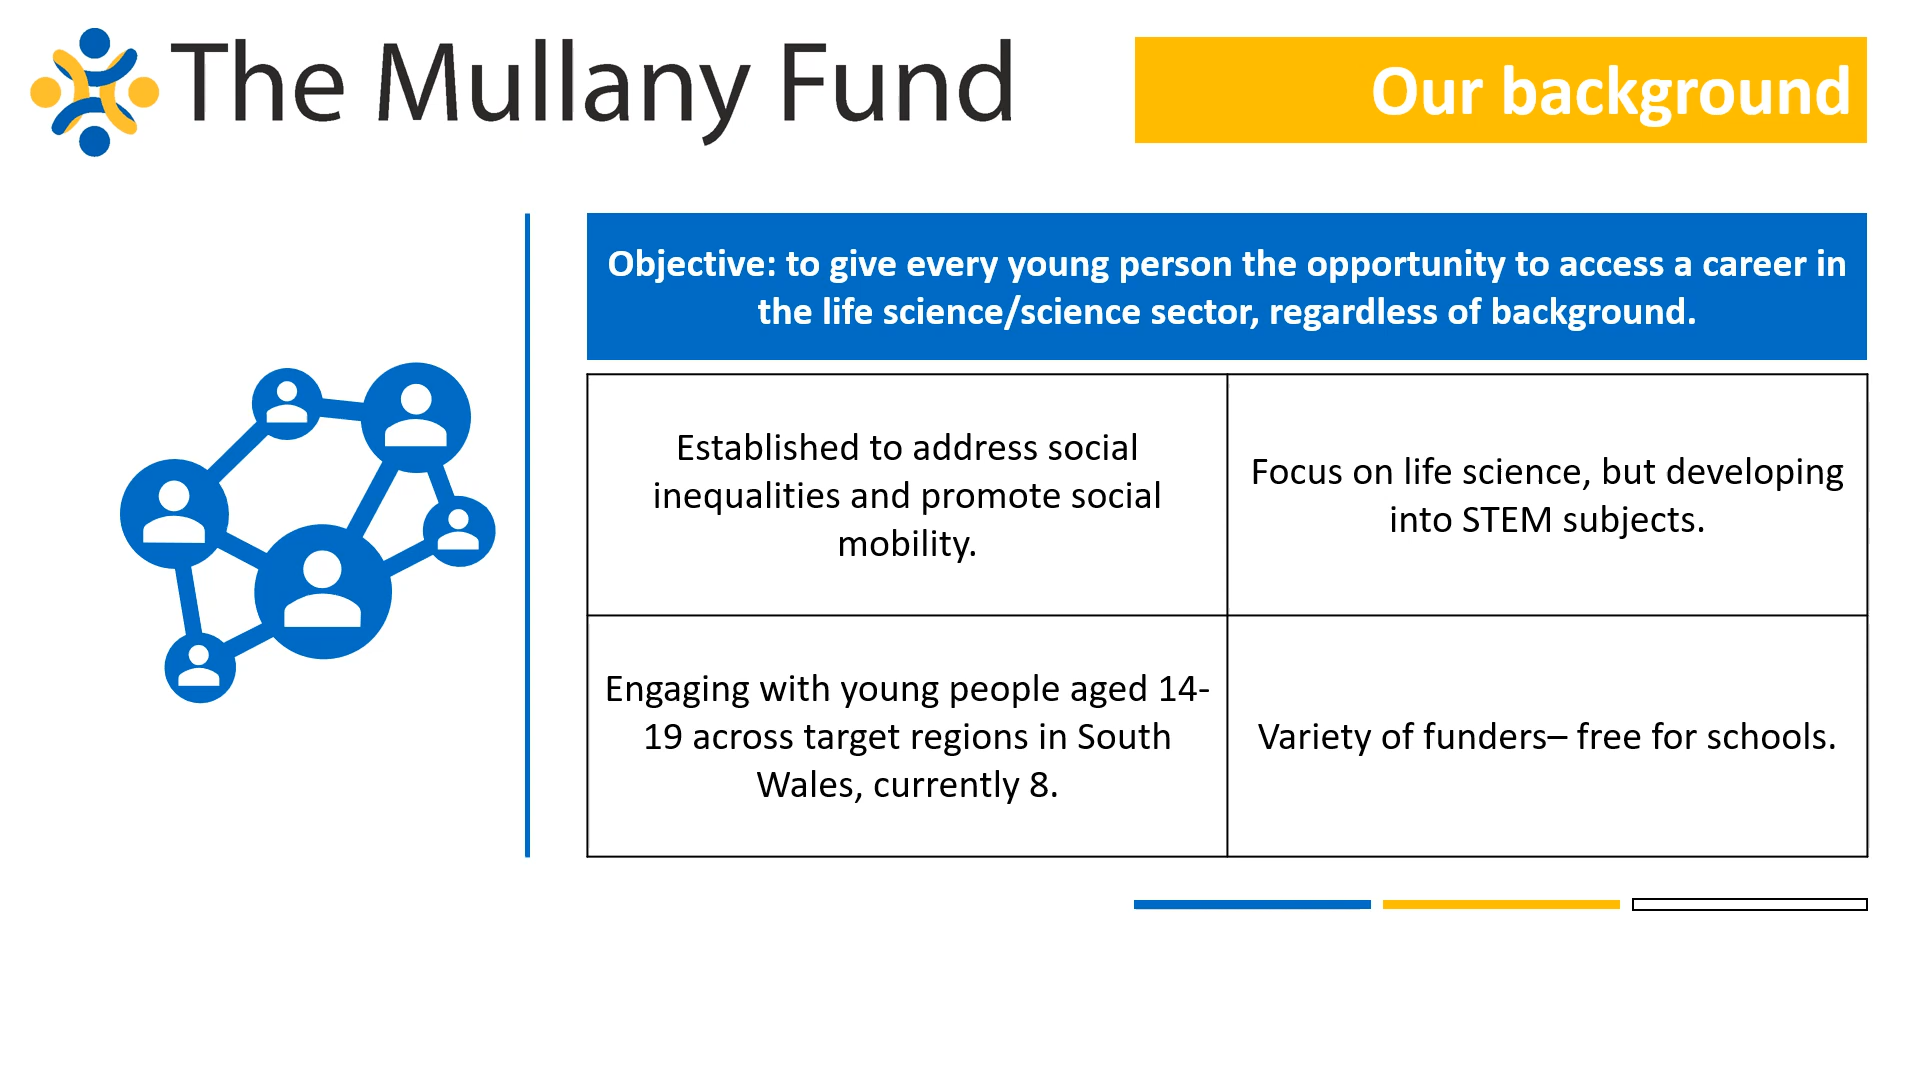 The Mullany Fund
Our background
Objective: to give every young person the opportunity to access a career in
the life science/science sector, regardless of background.
Established to address social
inequalities and promote social
mobility.
Focus on life science, but developing
into STEM subjects.
Engaging with young people aged 14-
19 across target regions in South
Wales, currently 8.
Variety of funders– free for schools.